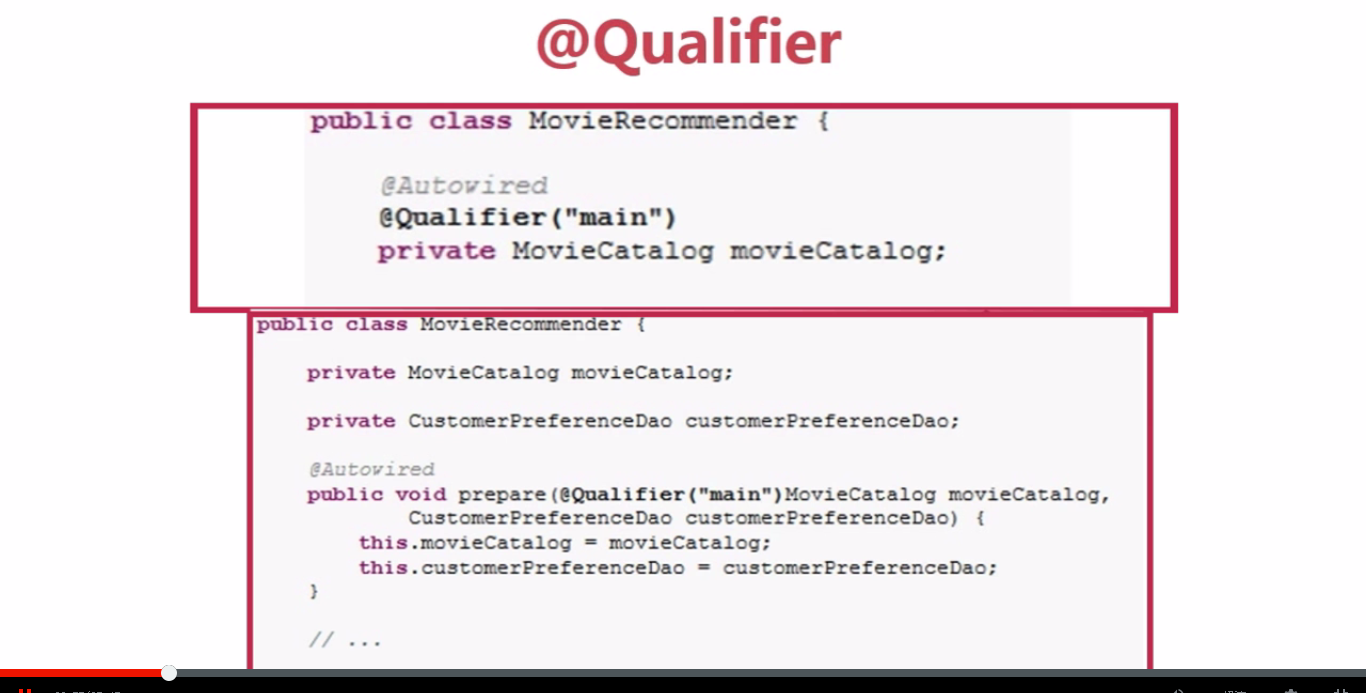 @Qualifier
public class MovieRecommender {
@Autowired
@Qualifier("main")
private MovieCatalog movieCatalog;
public class MovieRecommender {
private MovieCatalog movieCatalog;
private CustomerPreferenceDao customerPreferenceDao;
@Autowired
public void prepare(@Qualifier("main")MovieCatalog movieCatalog,
CustomerPreferenceDao customerPreferenceDao) {
this.movieCatalog = movieCatalog;
this.customerPreferenceDao = customerPreferenceDao;
}
// ...